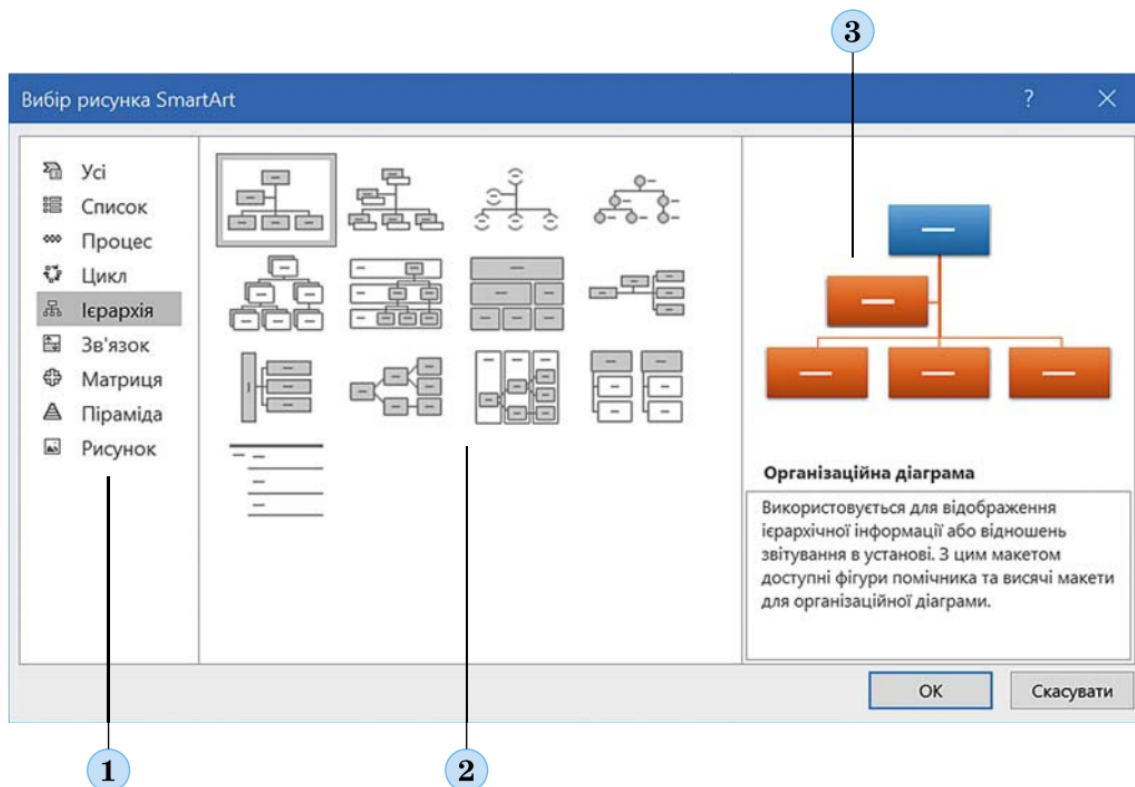 3
Вибір рисунка SmartArt
?
Усі
Список
Процес
Цикл
Ієрархія
Зв'язок
Матриця
Піраміда
Рисунок
Організаційна діаграма
Використовується для відображення
ієрархічної інформації або відношень
звітування в установі. З цим макетом
доступні фігури помічника та висячі макети
для організаційної діаграми.
ОК
Скасувати
1
2